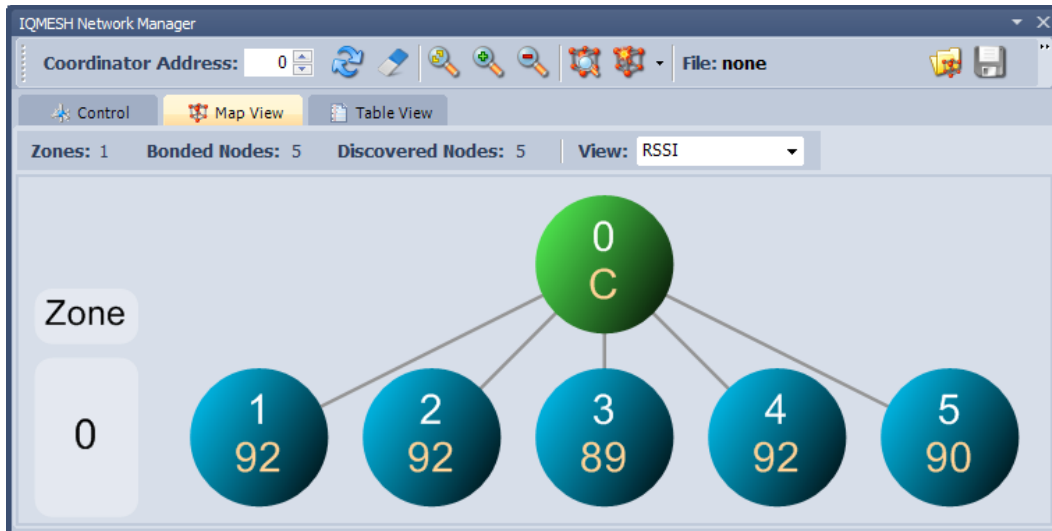 IQMESH Network Manager
Coordinator Address: 0 File: none
Control Map View Table View
Zones: 1 Bonded Nodes: 5 Discovered Nodes: 5 View: RSSI
0
C
Zone
0
1 2 3 4 5
92 92 89 92 90